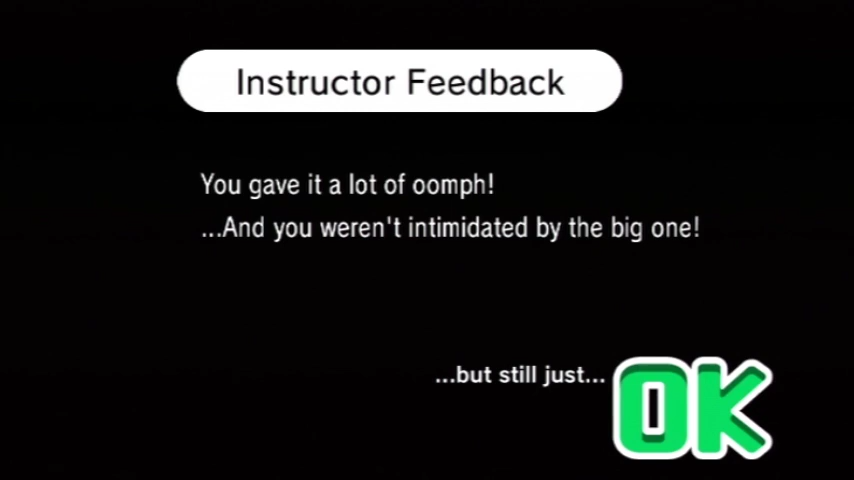 Instructor Feedback
You gave it a lot of oomph!
...And you weren't intimidated by the big one!
...but still just... OK